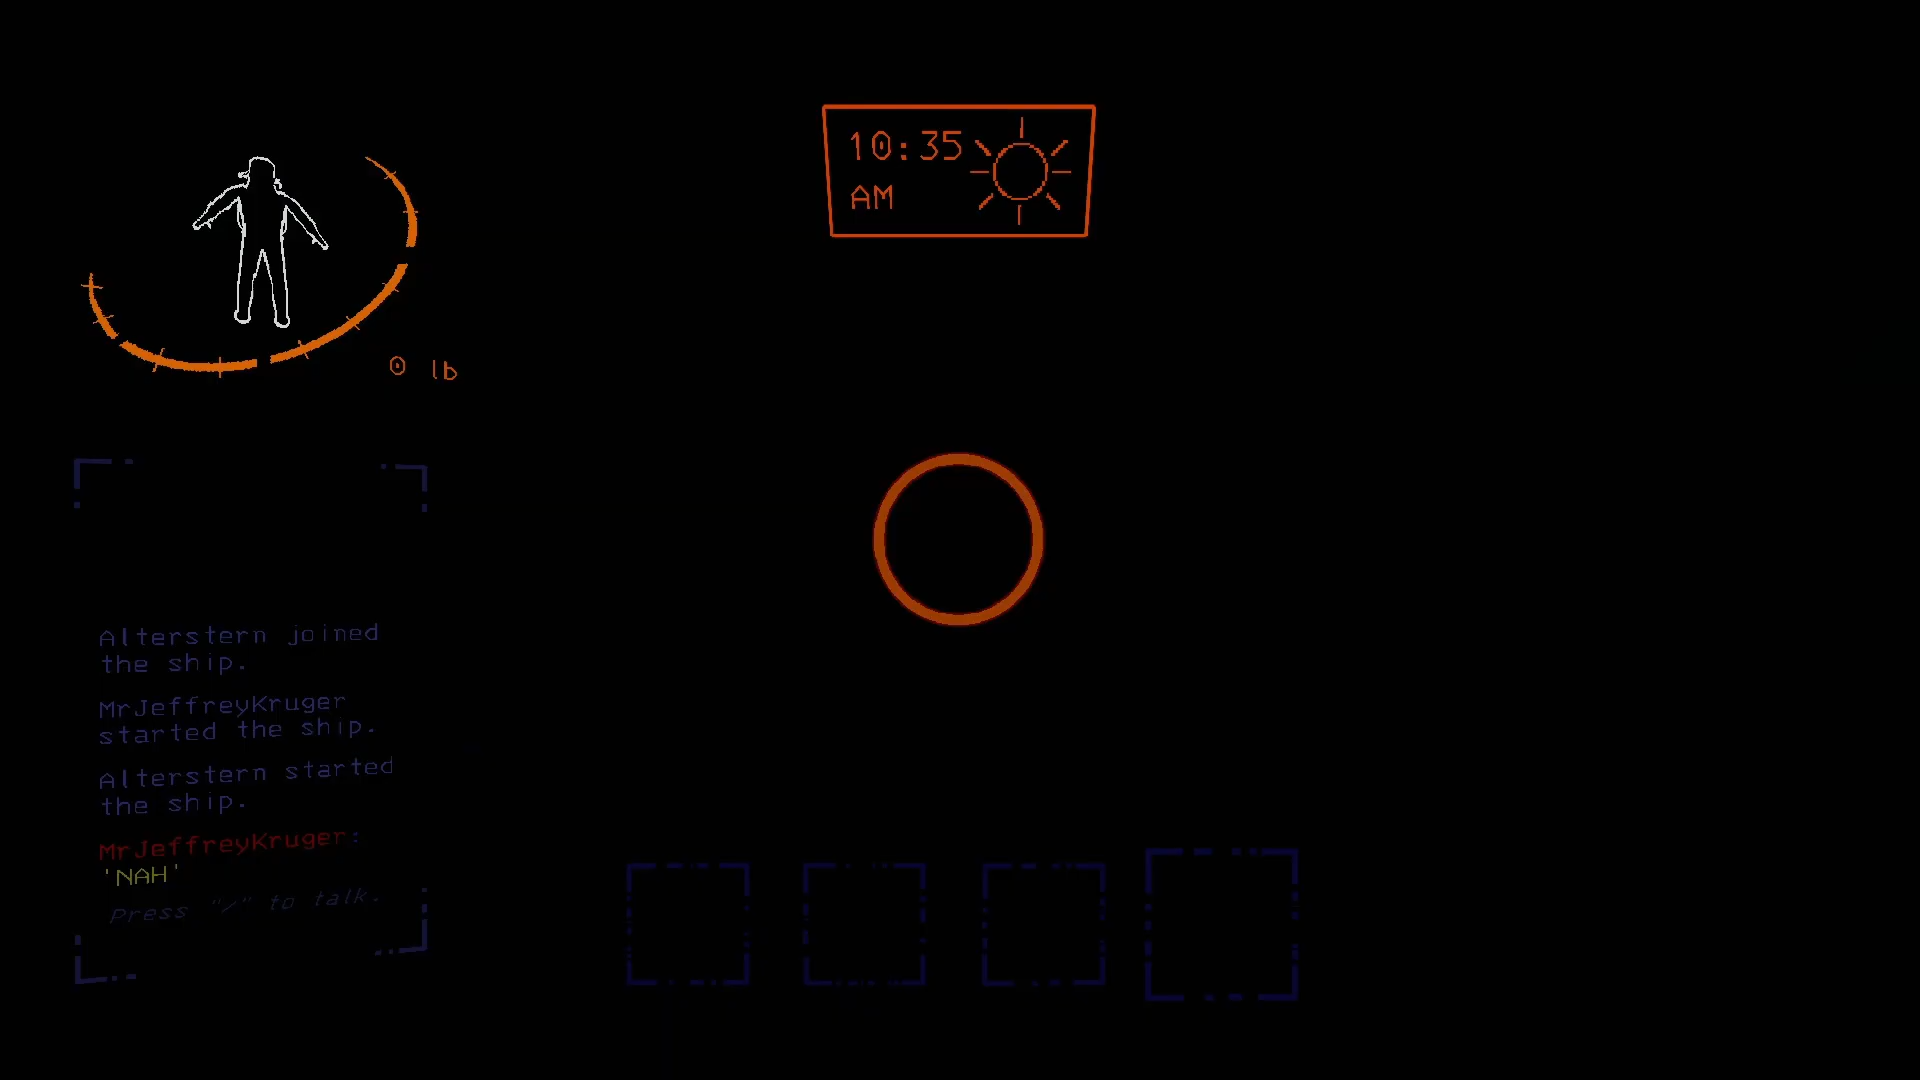 10:35
AM
0 lb
Alterstern joined
the ship.
MrJeffreyKruger
started the ship.
Alterstern started
the ship.
MrJeffreyKruger:
'NAH'
Press "/" to talk.